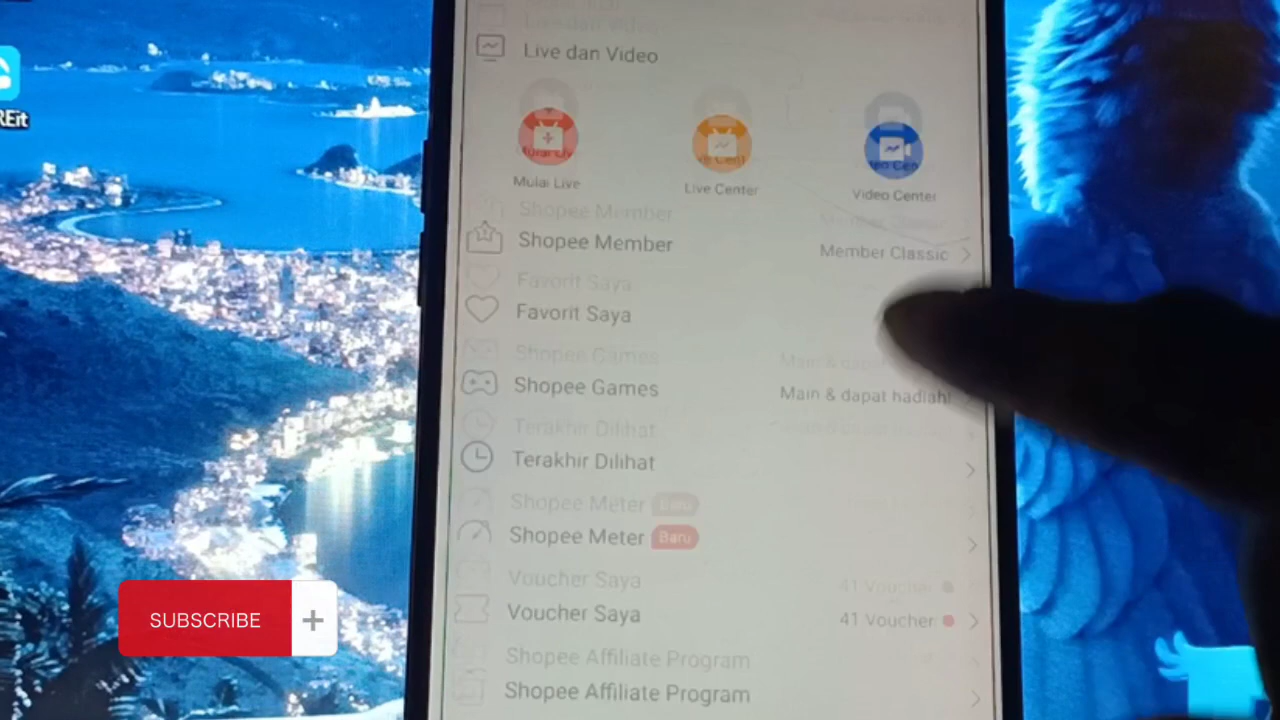 Live dan Video
REit
Mulai Live
Live Center
Video Center
Shopee Member
Member Classic
Favorit Saya
Shopee Games
Main & dapat hadiah!
Terakhir Dilihat
Shopee Meter Baru
Voucher Saya
41 Voucher
SUBSCRIBE +
Shopee Affiliate Program